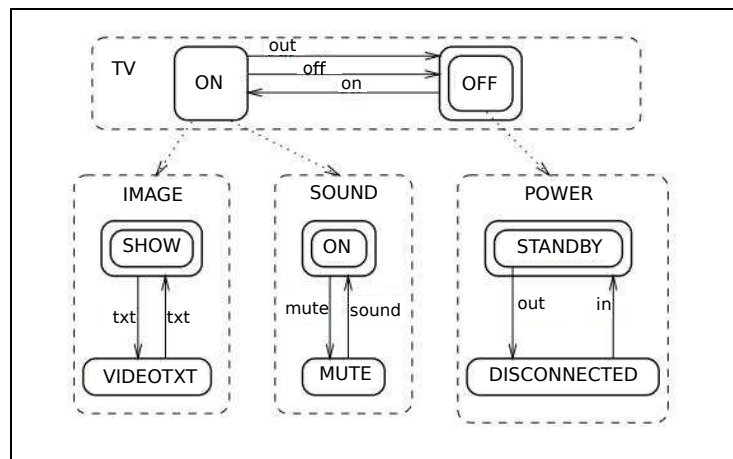 out
TV
ON
off
OFF
on
IMAGE
SOUND
POWER
SHOW
ON
STANDBY
txt
txt
mute
sound
out
in
VIDEOTXT
MUTE
DISCONNECTED